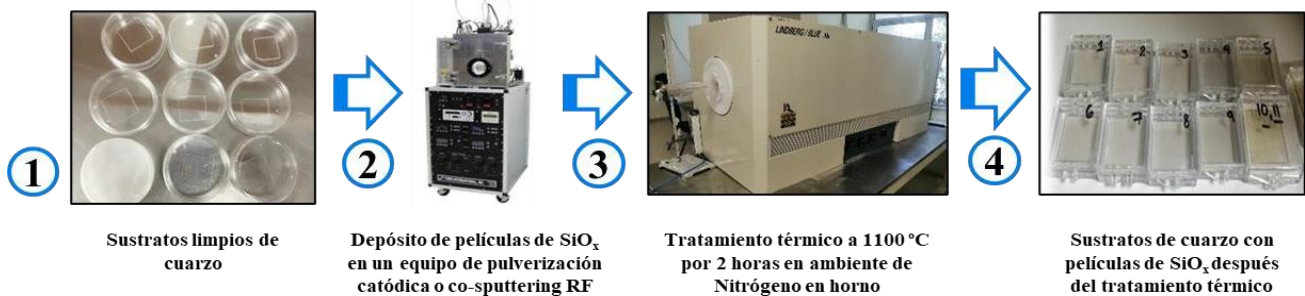 LINDBERG/BLUE M
1 2 3 4 5
6 7 8 9 10,11
1
2
3
4
Sustratos limpios de
cuarzo
Depósito de películas de SiOx
en un equipo de pulverización
catódica o co-sputtering RF
Tratamiento térmico a 1100 °C
por 2 horas en ambiente de
Nitrógeno en horno
Sustratos de cuarzo con
películas de SiOx después
del tratamiento térmico